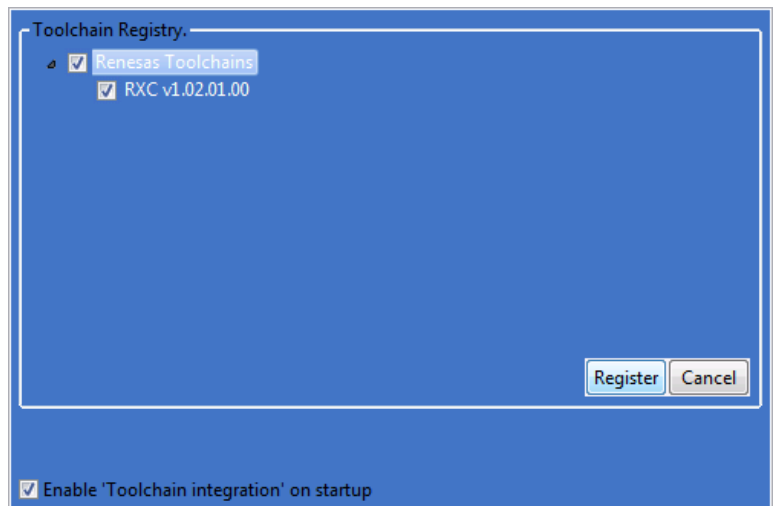 Toolchain Registry.
Renesas Toolchains
RXC v1.02.01.00
Register Cancel
Enable 'Toolchain integration' on startup